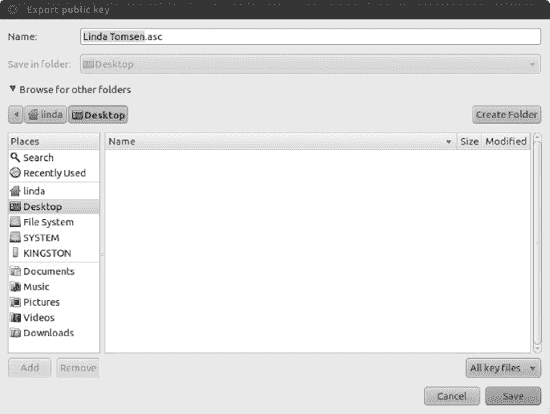 Export public key
Name: Linda Tomsen.asc
Save in folder: Desktop
Browse for other folders
linda Desktop Create Folder
Places Name Size Modified
Search
Recently Used
linda
Desktop
File System
SYSTEM
KINGSTON
Documents
Music
Pictures
Videos
Downloads
Add Remove All key files
Cancel Save